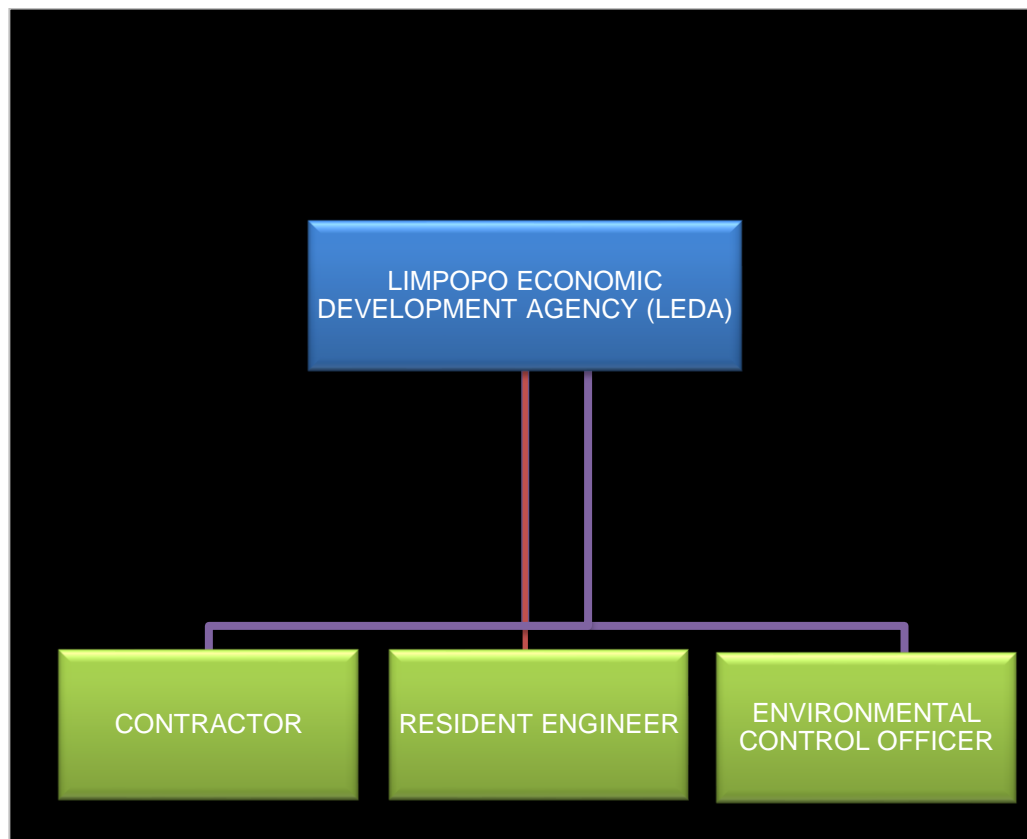 LIMPOPO ECONOMIC
DEVELOPMENT AGENCY (LEDA)
CONTRACTOR
RESIDENT ENGINEER
ENVIRONMENTAL
CONTROL OFFICER